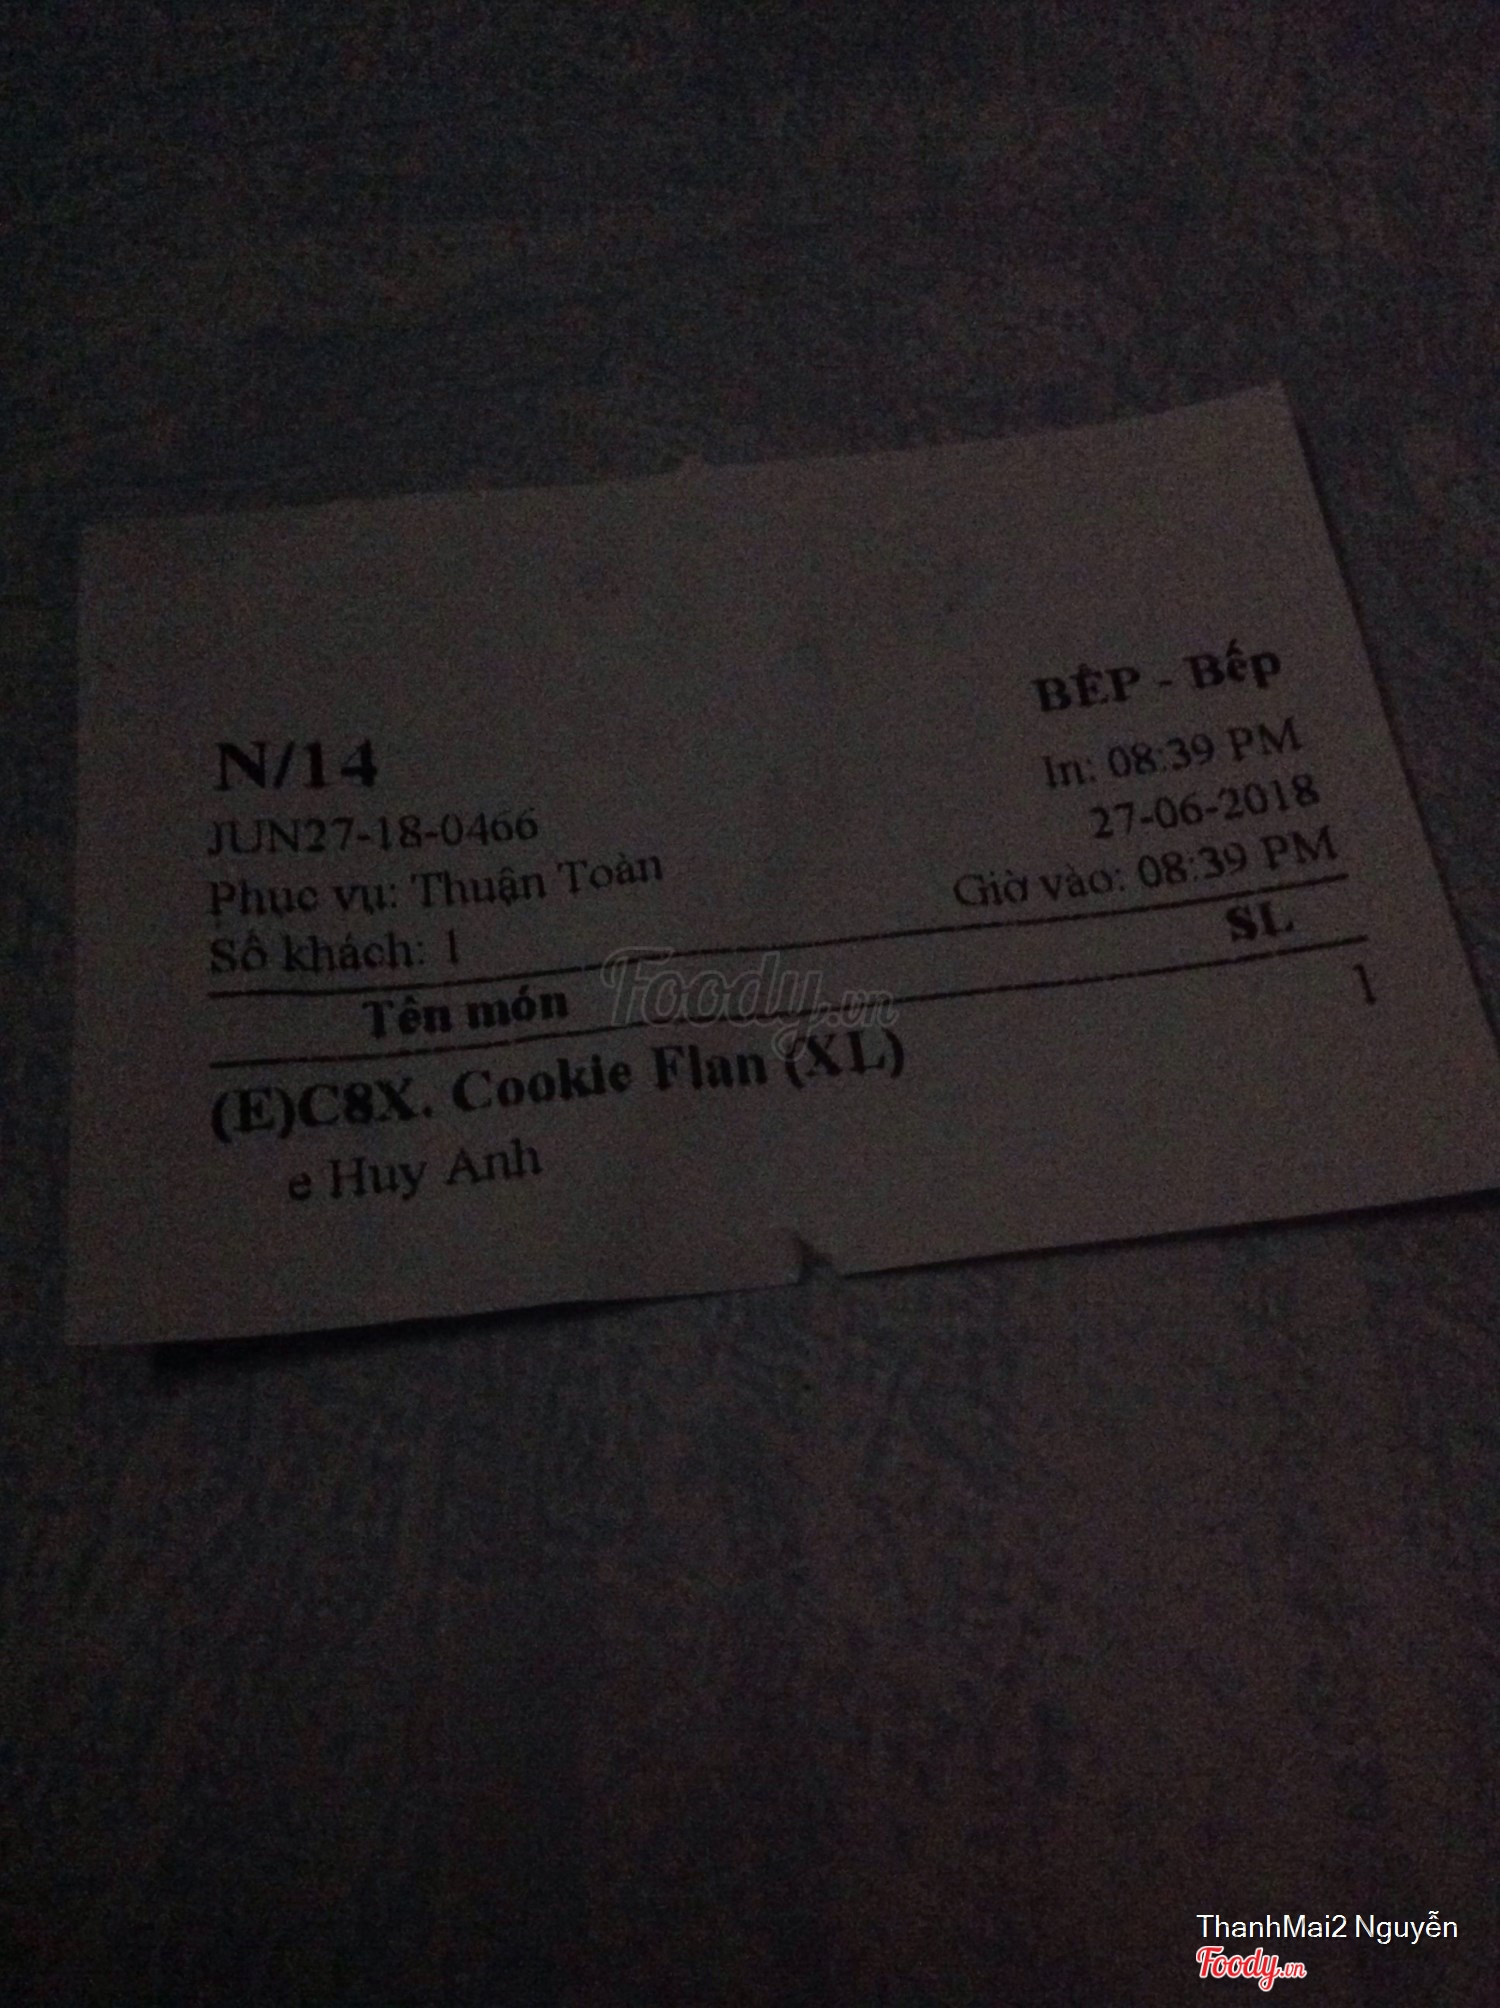 BẾP - Bếp
N/14
In: 08:39 PM
JUN27-18-0466
27-06-2018
Phục vụ: Thuận Toàn
Giờ vào: 08:39 PM
Số khách: 1
Tên món SL
(E)C8X. Cookie Flan (XL) 1
e Huy Anh
Foody.vn
ThanhMai2 Nguyễn
Foody.vn